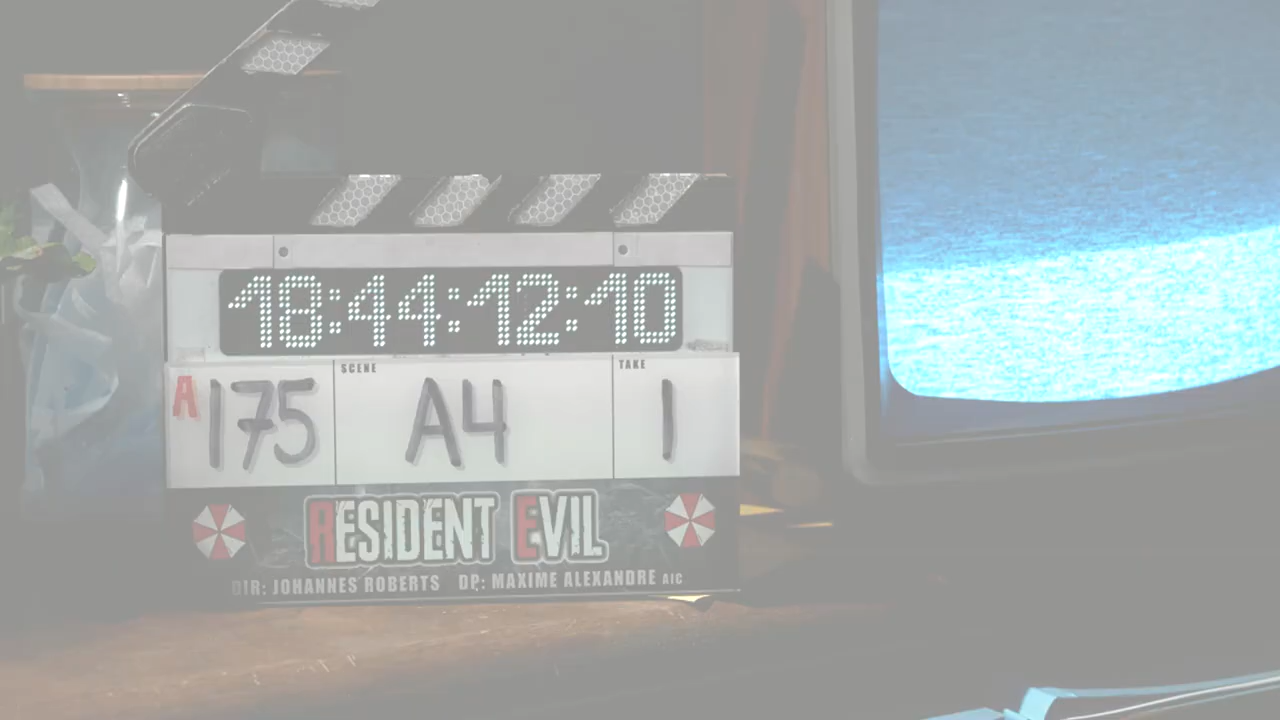 18:44:12:10
SCENE TAKE
A 175 A4 1
RESIDENT EVIL
DIR: JOHANNES ROBERTS DP: MAXIME ALEXANDRE AIC